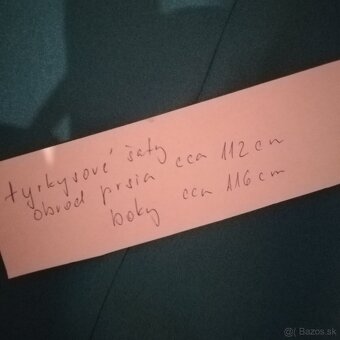 tyrkysové šaty
obvod prsia cca 112 cm
boky cca 116 cm
@( Bazos.sk